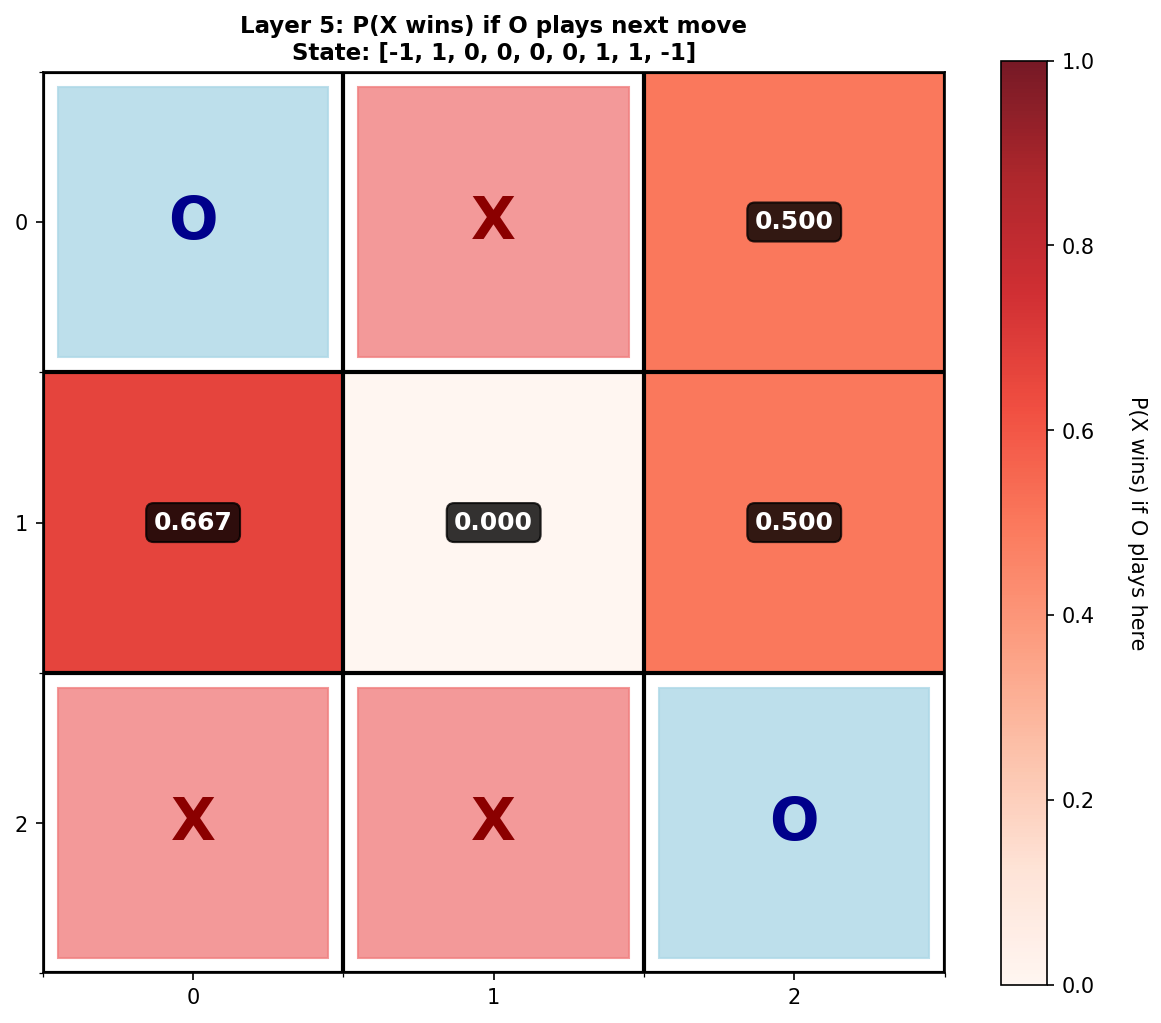 Layer 5: P(X wins) if O plays next move
State: [-1, 1, 0, 0, 0, 0, 1, 1, -1]
0
O
X
0.500
1
0.667
0.000
0.500
2
X
X
O
0
1
2
1.0
0.8
0.6
0.4
0.2
0.0
P(X wins) if O plays here